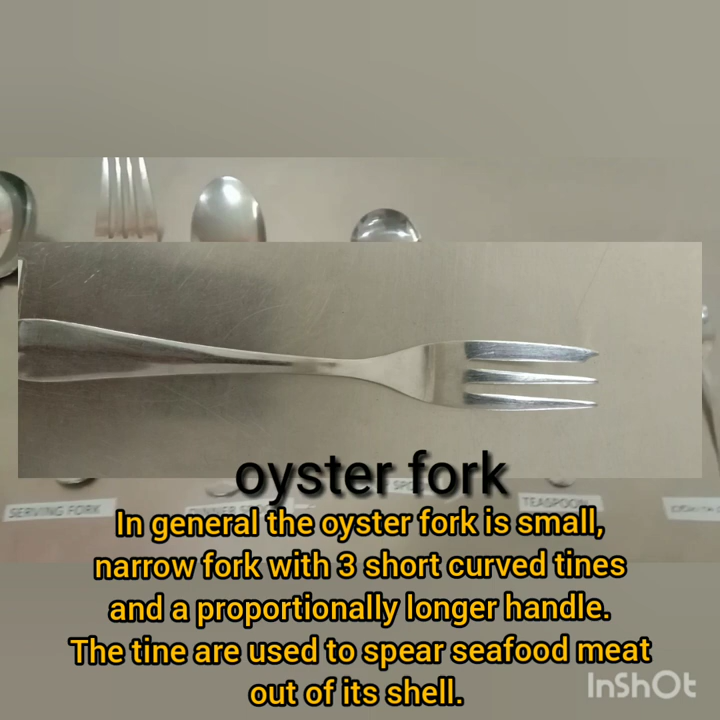 oyster fork
SERVING FORK
TEASPOON
In general the oyster fork is small,
narrow fork with 3 short curved tines
and a proportionally longer handle.
The tine are used to spear seafood meat
out of its shell.
InShOt